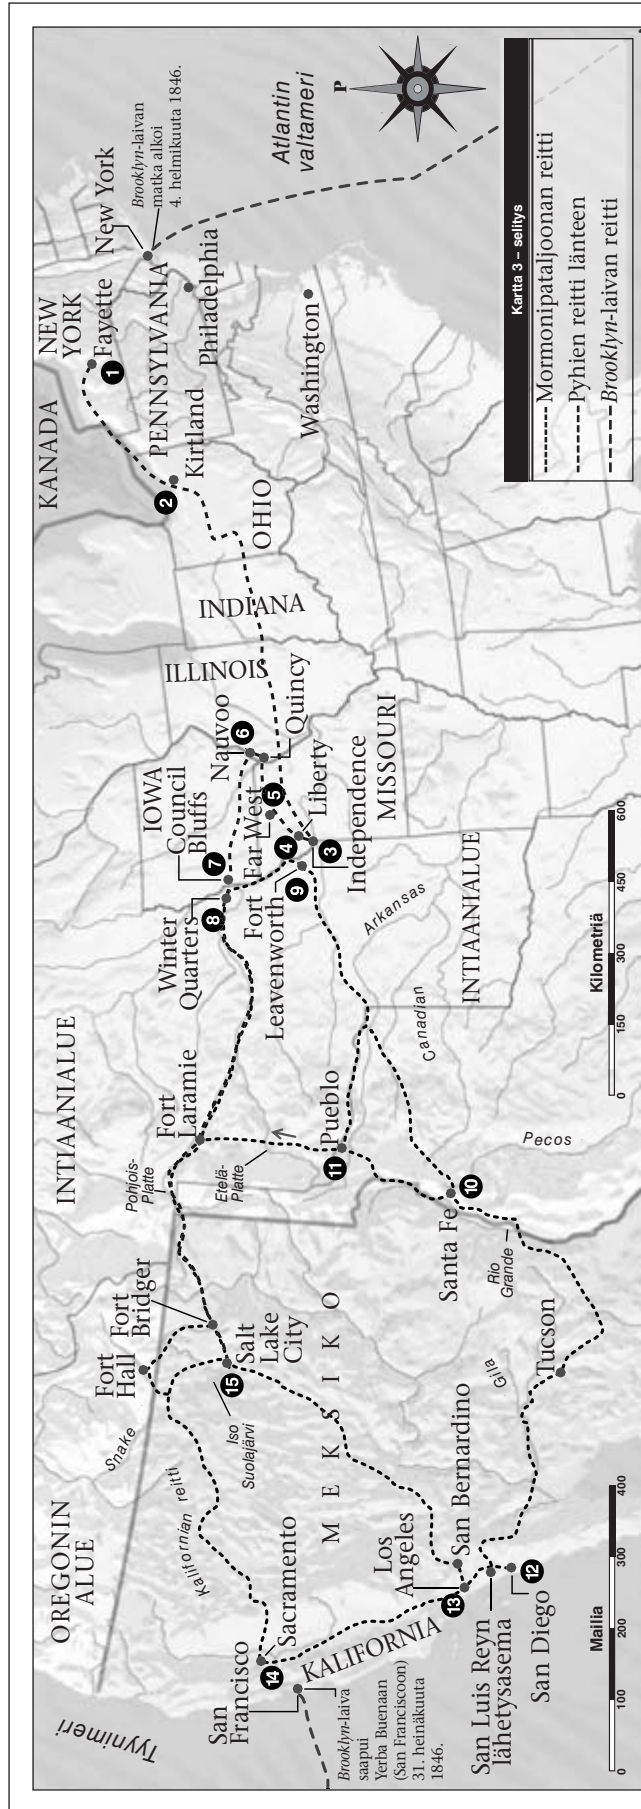 OREGONIN
ALUE
INTIAANIALUE
KANADA
NEW
YORK
Fayette
1
New York
Brooklyn-laivan
matka alkoi
4. helmikuuta 1846.
PENNSYLVANIA
Philadelphia
Kirtland
2
OHIO
Washington
Atlantin
valtameri
P
INDIANA
ILLINOIS
Nauvoo
6
Quincy
IOWA
Council
Bluffs
7
Winter
Quarters
8
Far West
5
Liberty
4
Independence
3
MISSOURI
Fort
Leavenworth
9
Arkansas
INTIAANIALUE
Canadian
Pecos
Fort
Laramie
Pohjois-
Platte
Etelä-
Platte
Pueblo
11
Santa Fe
10
Rio
Grande
Fort
Bridger
Fort
Hall
Salt
Lake
City
15
Iso
Suolajärvi
Snake
Kalifornian reitti
MEKSIKO
Gila
Tucson
San Bernardino
Los
Angeles
13
San Luis Reyn
lähetysasema
San Diego
12
Sacramento
14
San
Francisco
KALIFORNIA
Tyynimeri
Brooklyn-laiva
saapui
Yerba Buenaan
(San Franciscoon)
31. heinäkuuta
1846.
Mailia
0 100 200 300 400
Kilometriä
0 150 300 450 600
Kartta 3 – selitys
Mormonipataljoonan reitti
Pyhien reitti länteen
Brooklyn-laivan reitti